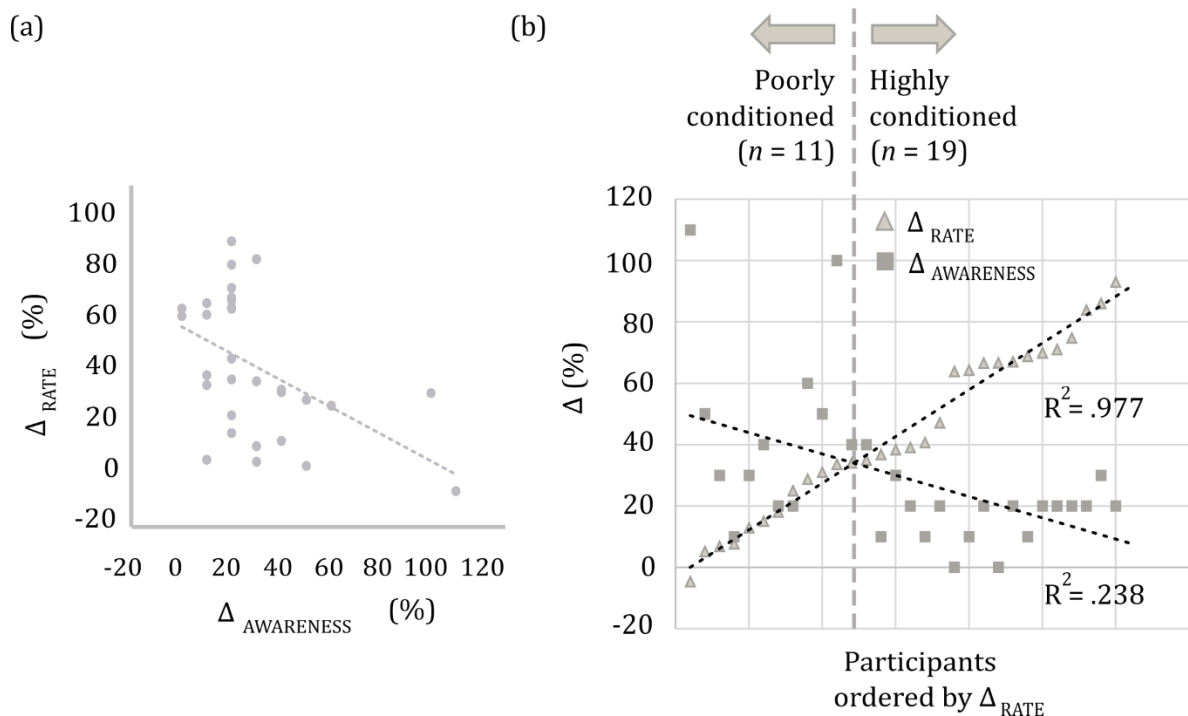 (a)
100
80
60
40
20
0
-20
Δ RATE (%)
-20 0 20 40 60 80 100 120
Δ AWARENESS (%)
(b)
Poorly
conditioned
(n = 11)
Highly
conditioned
(n = 19)
120
100
80
60
40
20
0
-20
Δ (%)
Δ RATE
Δ AWARENESS
R² = .977
R² = .238
Participants
ordered by Δ RATE